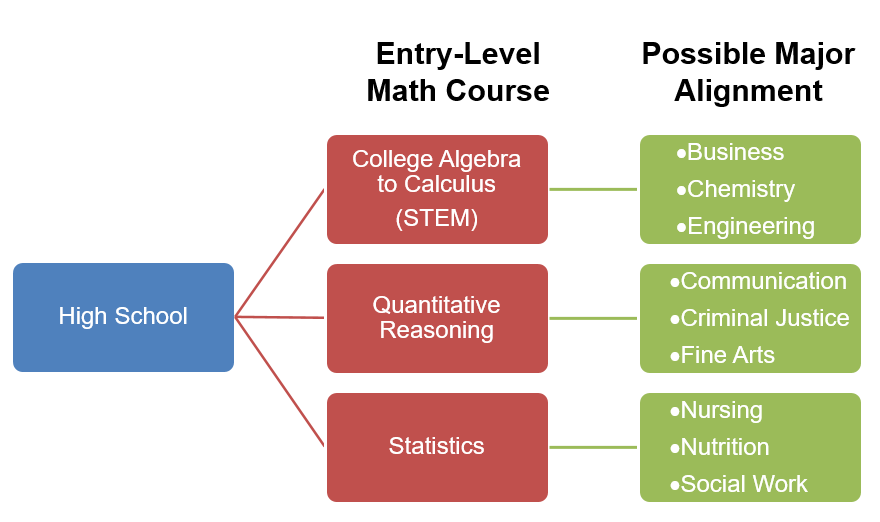 Entry-Level
Math Course
Possible Major
Alignment
High School
College Algebra
to Calculus
(STEM)
•Business
•Chemistry
•Engineering
Quantitative
Reasoning
•Communication
•Criminal Justice
•Fine Arts
Statistics
•Nursing
•Nutrition
•Social Work